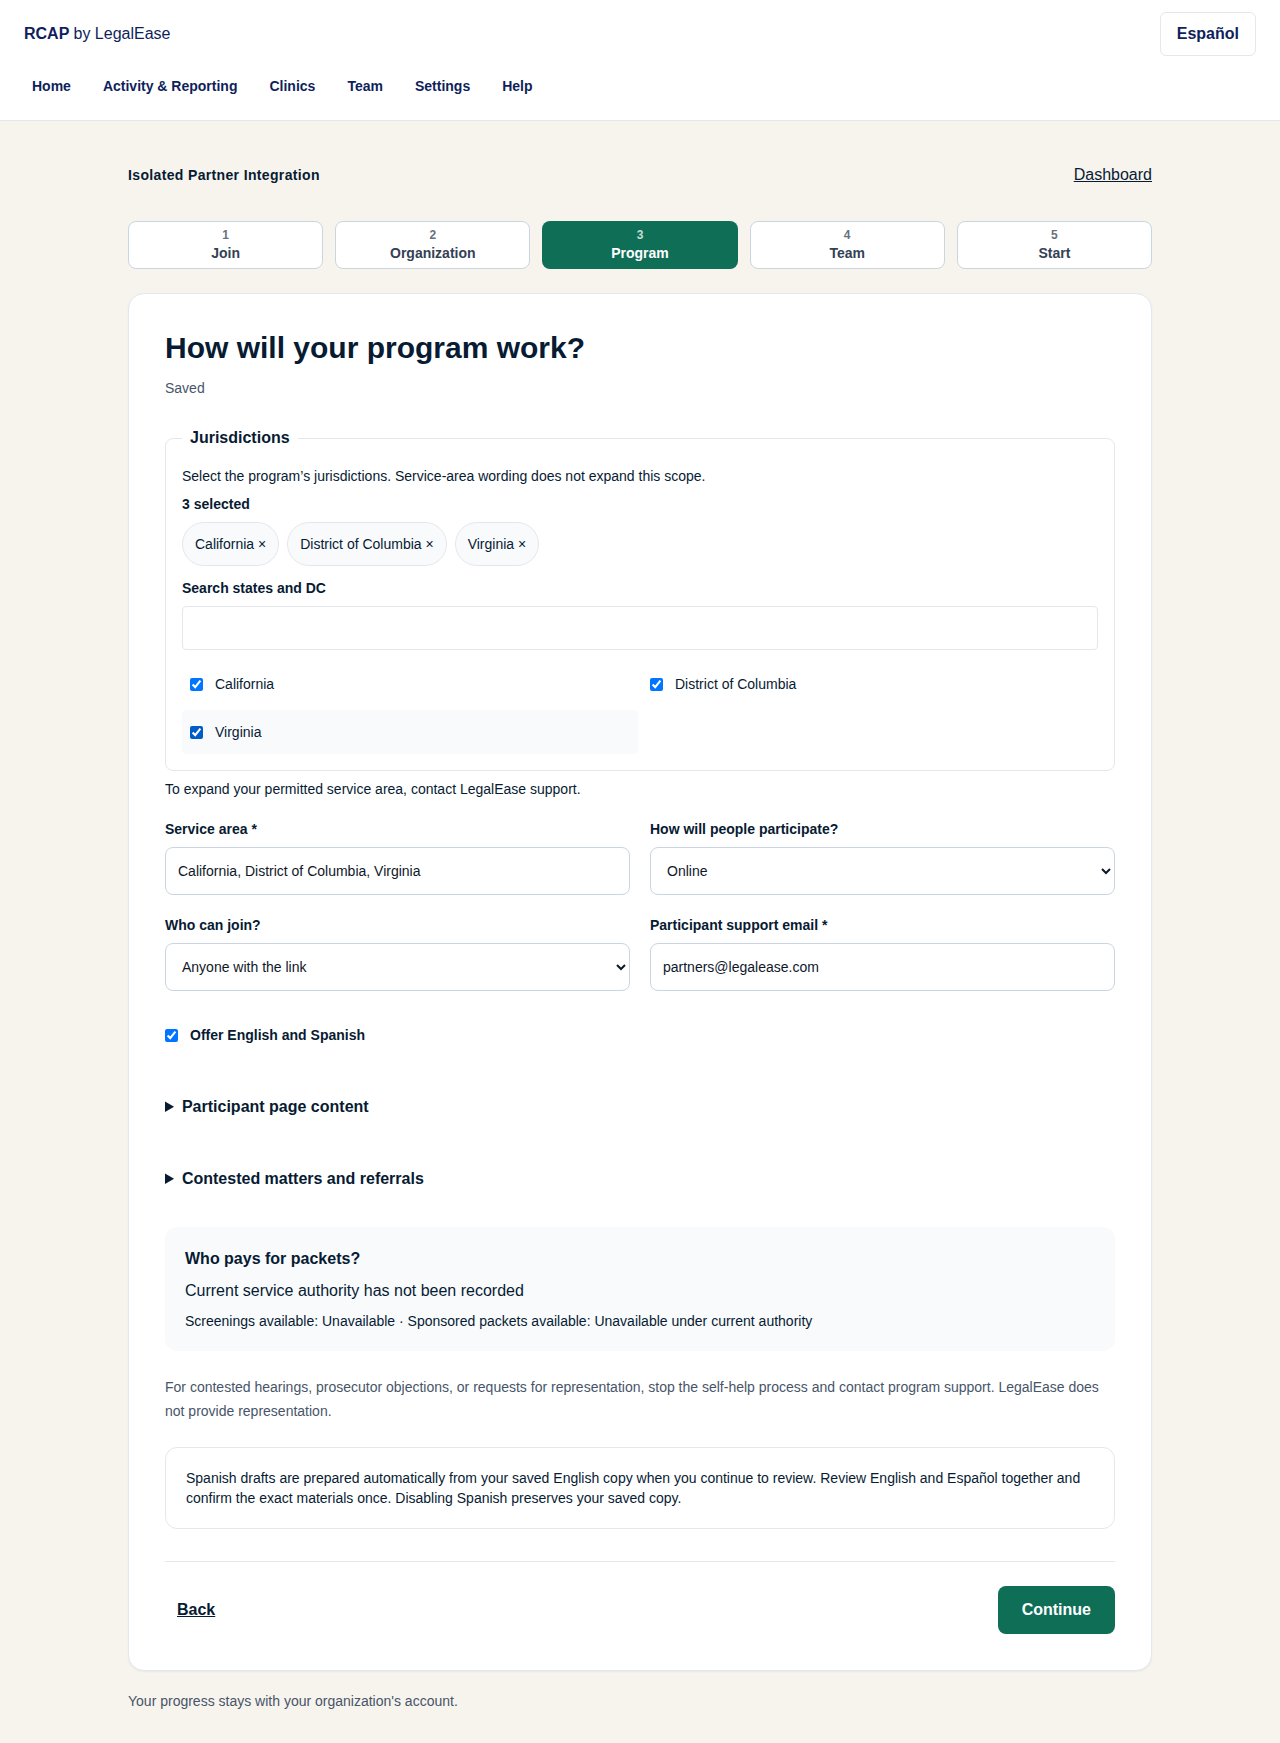 RCAP by LegalEase
Español
Home
Activity & Reporting
Clinics
Team
Settings
Help
Isolated Partner Integration
Dashboard
1
Join
2
Organization
3
Program
4
Team
5
Start
How will your program work?
Saved
Jurisdictions
Select the program’s jurisdictions. Service-area wording does not expand this scope.
3 selected
California ×
District of Columbia ×
Virginia ×
Search states and DC
California
District of Columbia
Virginia
To expand your permitted service area, contact LegalEase support.
Service area *
How will people participate?
California, District of Columbia, Virginia
Online
Who can join?
Participant support email *
Anyone with the link
partners@legalease.com
Offer English and Spanish
Participant page content
Contested matters and referrals
Who pays for packets?
Current service authority has not been recorded
Screenings available: Unavailable · Sponsored packets available: Unavailable under current authority
For contested hearings, prosecutor objections, or requests for representation, stop the self-help process and contact program support. LegalEase does
not provide representation.
Spanish drafts are prepared automatically from your saved English copy when you continue to review. Review English and Español together and
confirm the exact materials once. Disabling Spanish preserves your saved copy.
Back
Continue
Your progress stays with your organization's account.